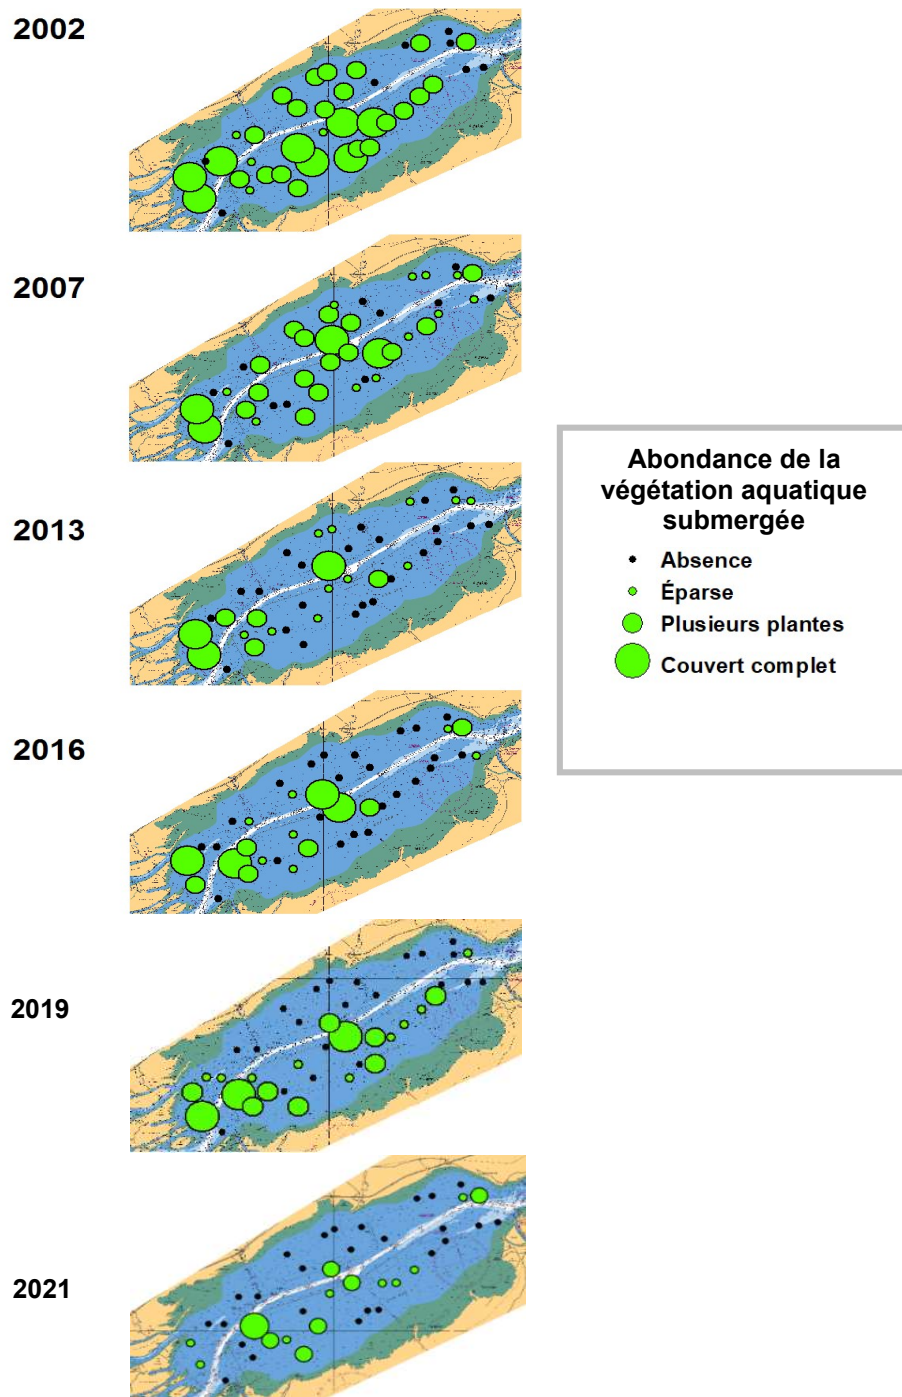 2002
2007
2013
2016
2019
2021
Abondance de la
végétation aquatique
submergée
Absence
Éparse
Plusieurs plantes
Couvert complet